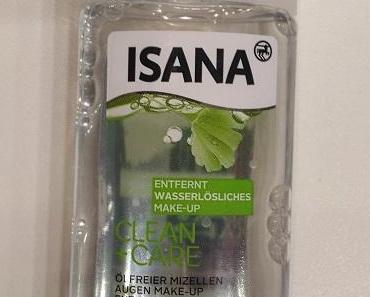 ISANA
ENTFERNT
WASSERLÖSLICHES
MAKE-UP
CLEAN
+CARE
ÖLFREIER MIZELLEN
AUGEN MAKE-UP